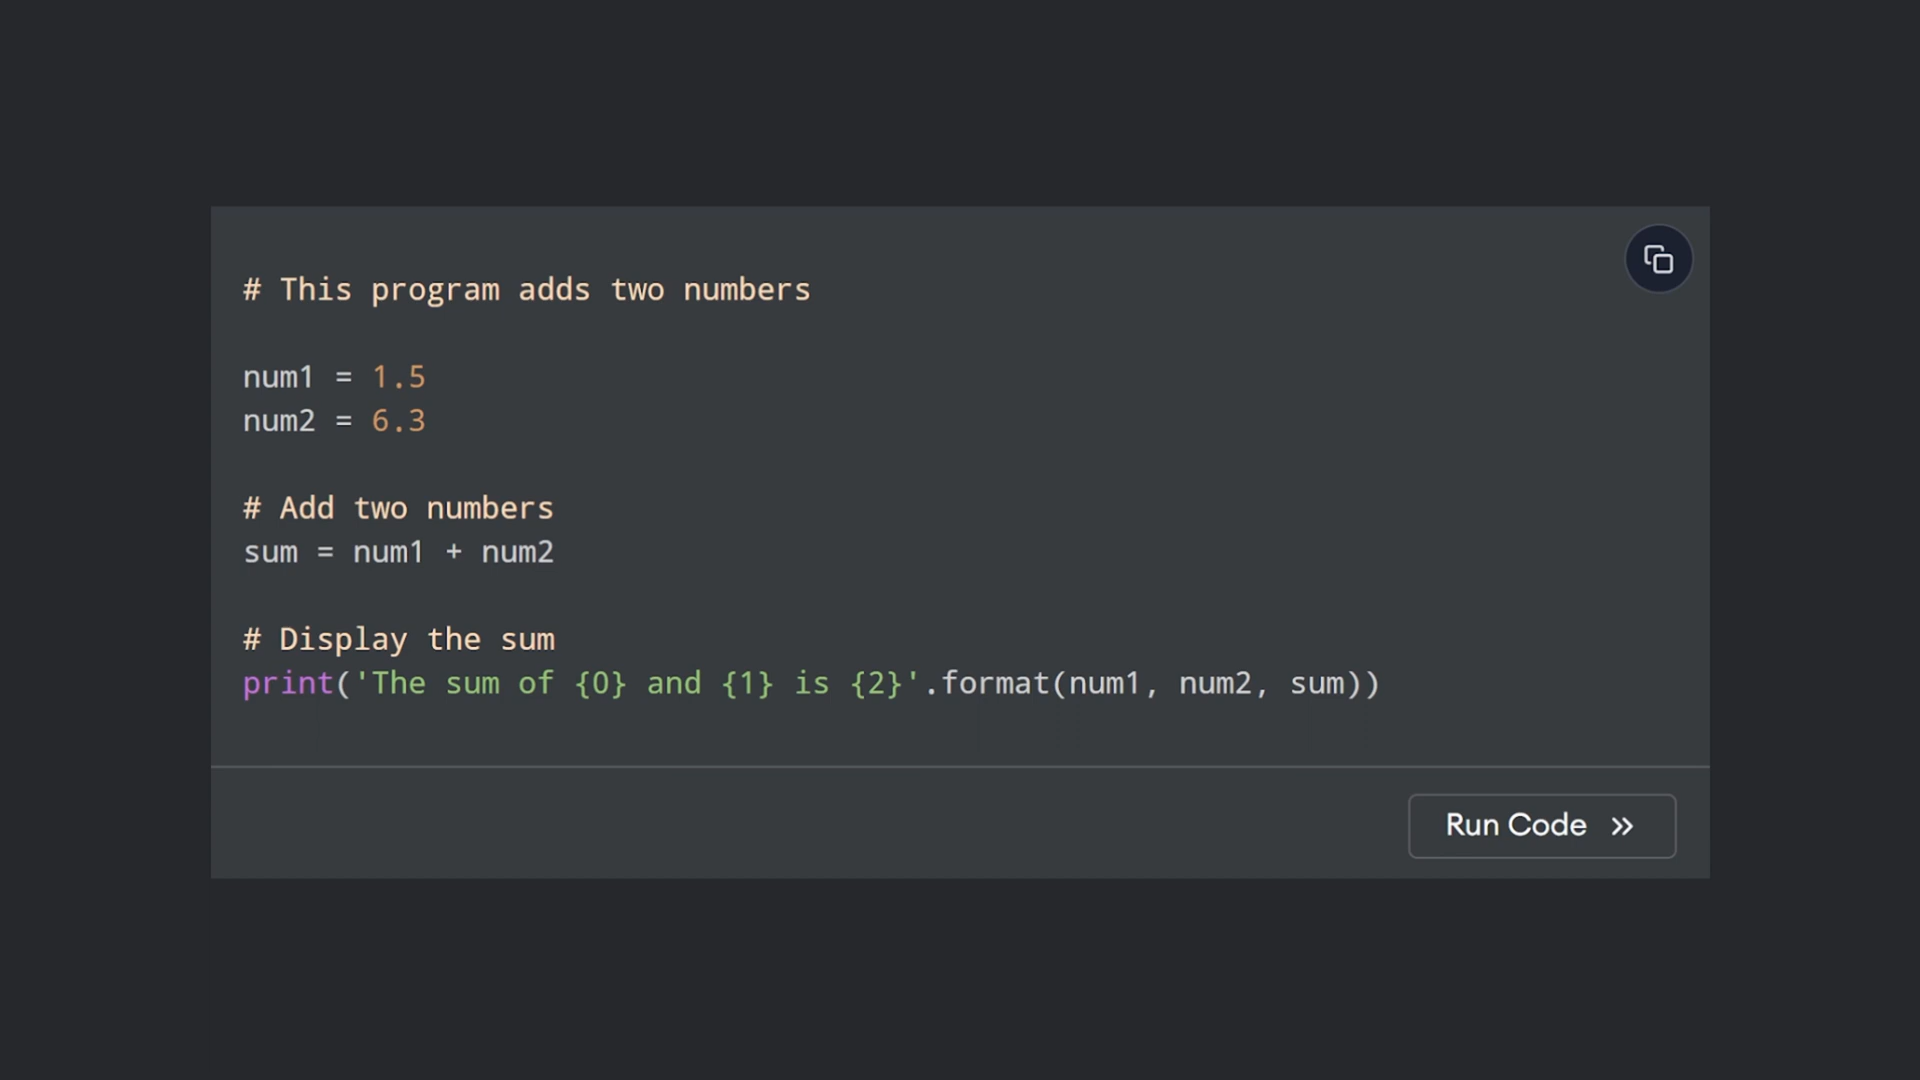 # This program adds two numbers
num1 = 1.5
num2 = 6.3
# Add two numbers
sum = num1 + num2
# Display the sum
print('The sum of {0} and {1} is {2}'.format(num1, num2, sum))
Run Code »